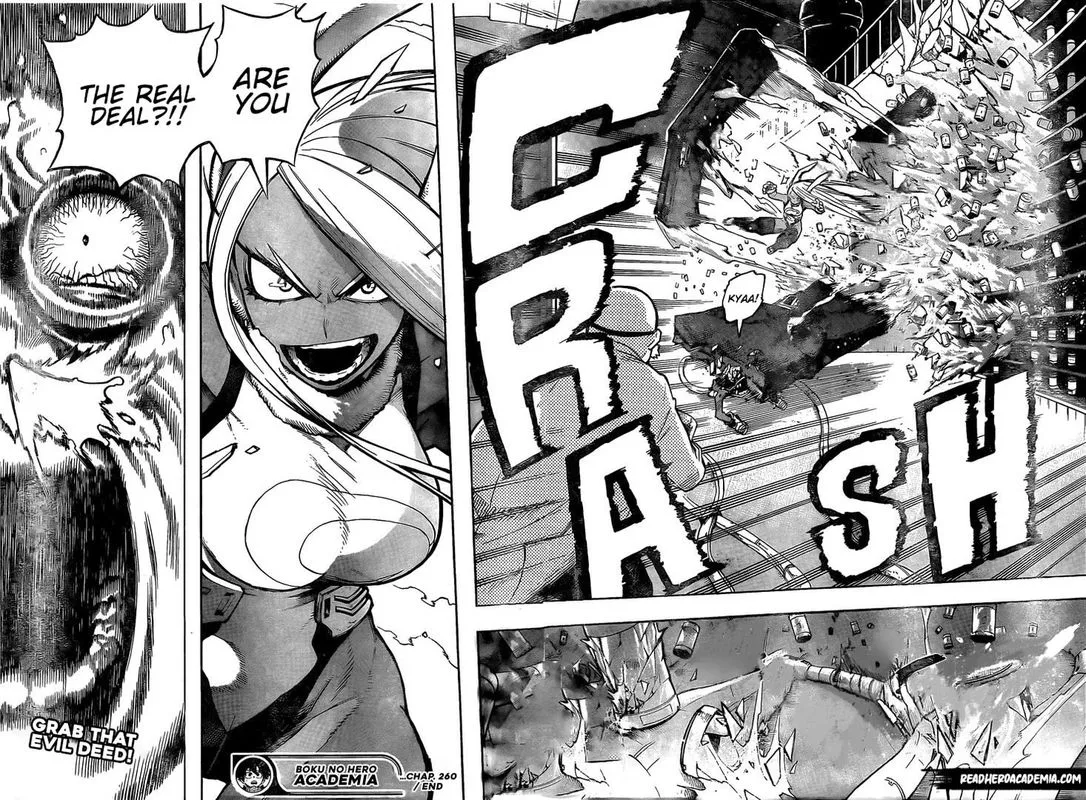 CRASH
KYAA!
ARE
YOU
THE REAL
DEAL?!!
GRAB THAT
EVIL DEED!
BOKU NO HERO
ACADEMIA
...CHAP. 260
/ END
READHEROACADEMIA.COM